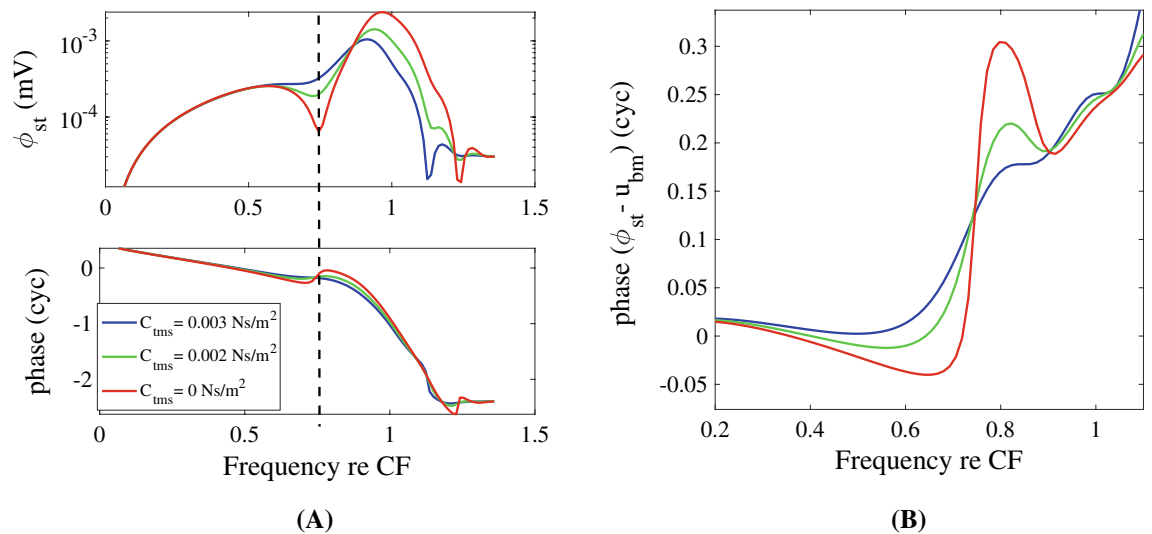 ϕst (mV)
10-3
10-4
0 0.5 1 1.5
phase (cyc)
0
-1
-2
Ctms= 0.003 Ns/m2
Ctms= 0.002 Ns/m2
Ctms= 0 Ns/m2
0 0.5 1 1.5
Frequency re CF
(A)
phase (ϕst - ubm) (cyc)
0.3
0.25
0.2
0.15
0.1
0.05
0
-0.05
0.2 0.4 0.6 0.8 1
Frequency re CF
(B)